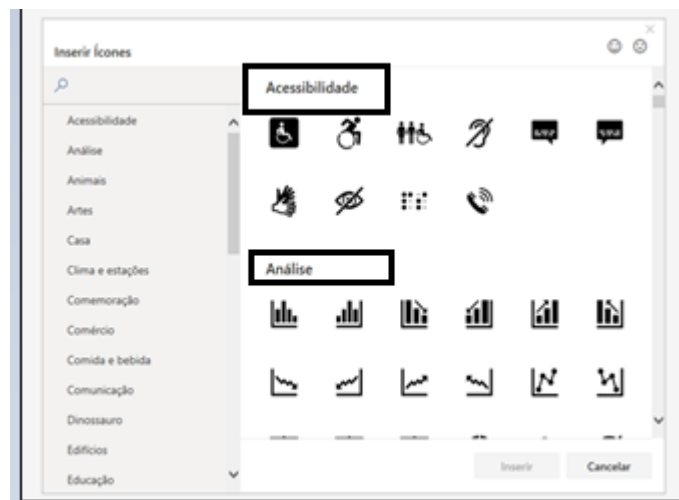 Inserir Ícones
Acessibilidade
Análise
Animais
Artes
Casa
Clima e estações
Comemoração
Comércio
Comida e bebida
Comunicação
Dinossauro
Edifícios
Educação
Acessibilidade
Análise
Inserir
Cancelar